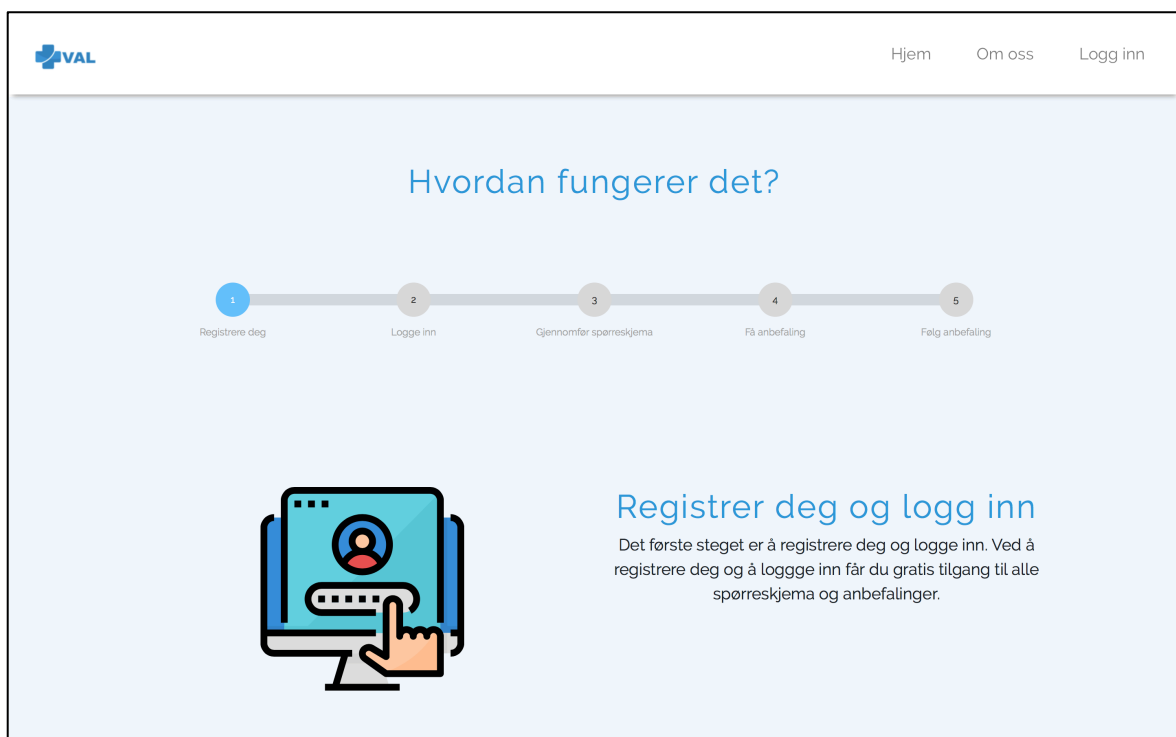 VAL
Hjem
Om oss
Logg inn
Hvordan fungerer det?
1
2
3
4
5
Registrere deg
Logge inn
Gjennomfør spørreskjema
Få anbefaling
Følg anbefaling
Registrer deg og logg inn
Det første steget er å registrere deg og logge inn. Ved å
registrere deg og å loggge inn får du gratis tilgang til alle
spørreskjema og anbefalinger.